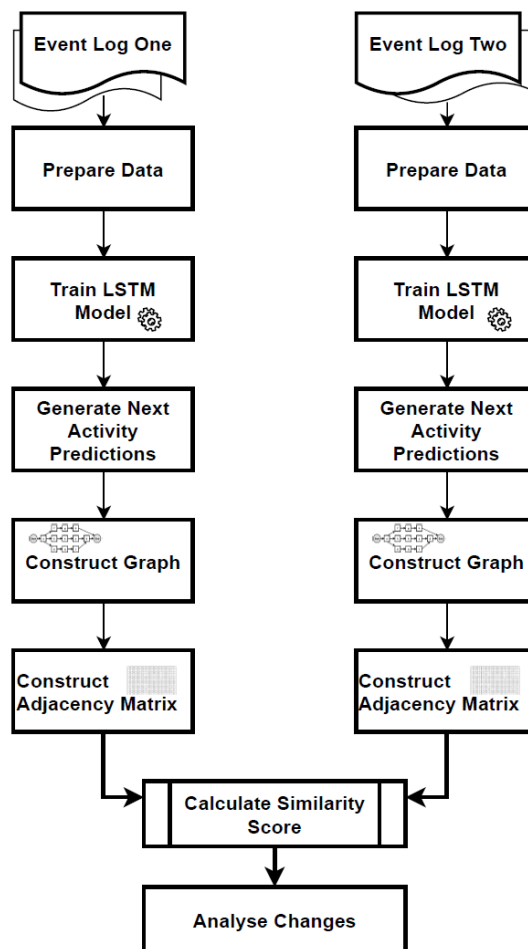 Event Log One
Event Log Two
Prepare Data
Prepare Data
Train LSTM
Model
Train LSTM
Model
Generate Next
Activity
Predictions
Generate Next
Activity
Predictions
Construct Graph
Construct Graph
Construct
Adjacency Matrix
Construct
Adjacency Matrix
Calculate Similarity
Score
Analyse Changes